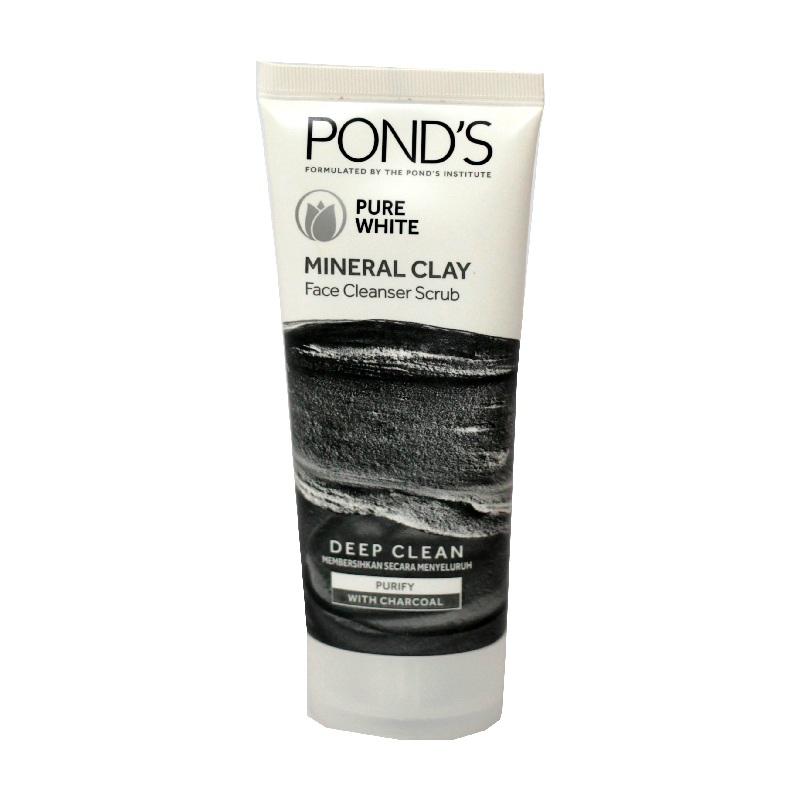 POND'S
FORMULATED BY THE POND'S INSTITUTE
PURE
WHITE
MINERAL CLAY
Face Cleanser Scrub
DEEP CLEAN
MEMBERSIHKAN SECARA MENYELURUH
PURIFY
WITH CHARCOAL